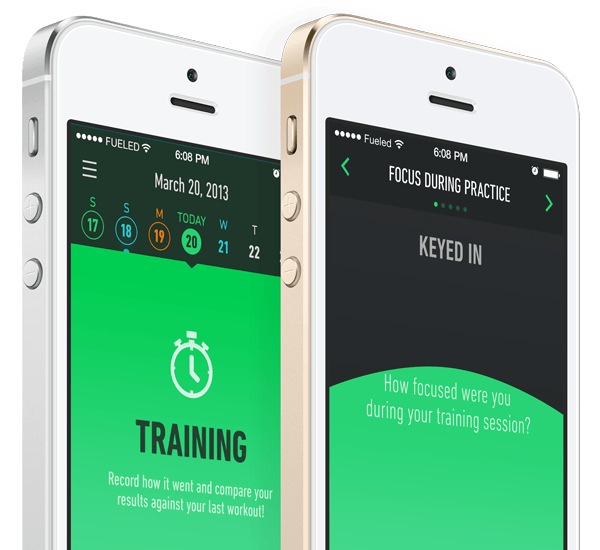 FUELED
6:08 PM
March 20, 2013
S S M TODAY W T
17 18 19 20 21 22
TRAINING
Record how it went and compare your
results against your last workout!
Fueled
6:08 PM
FOCUS DURING PRACTICE
KEYED IN
How focused were you
during your training session?